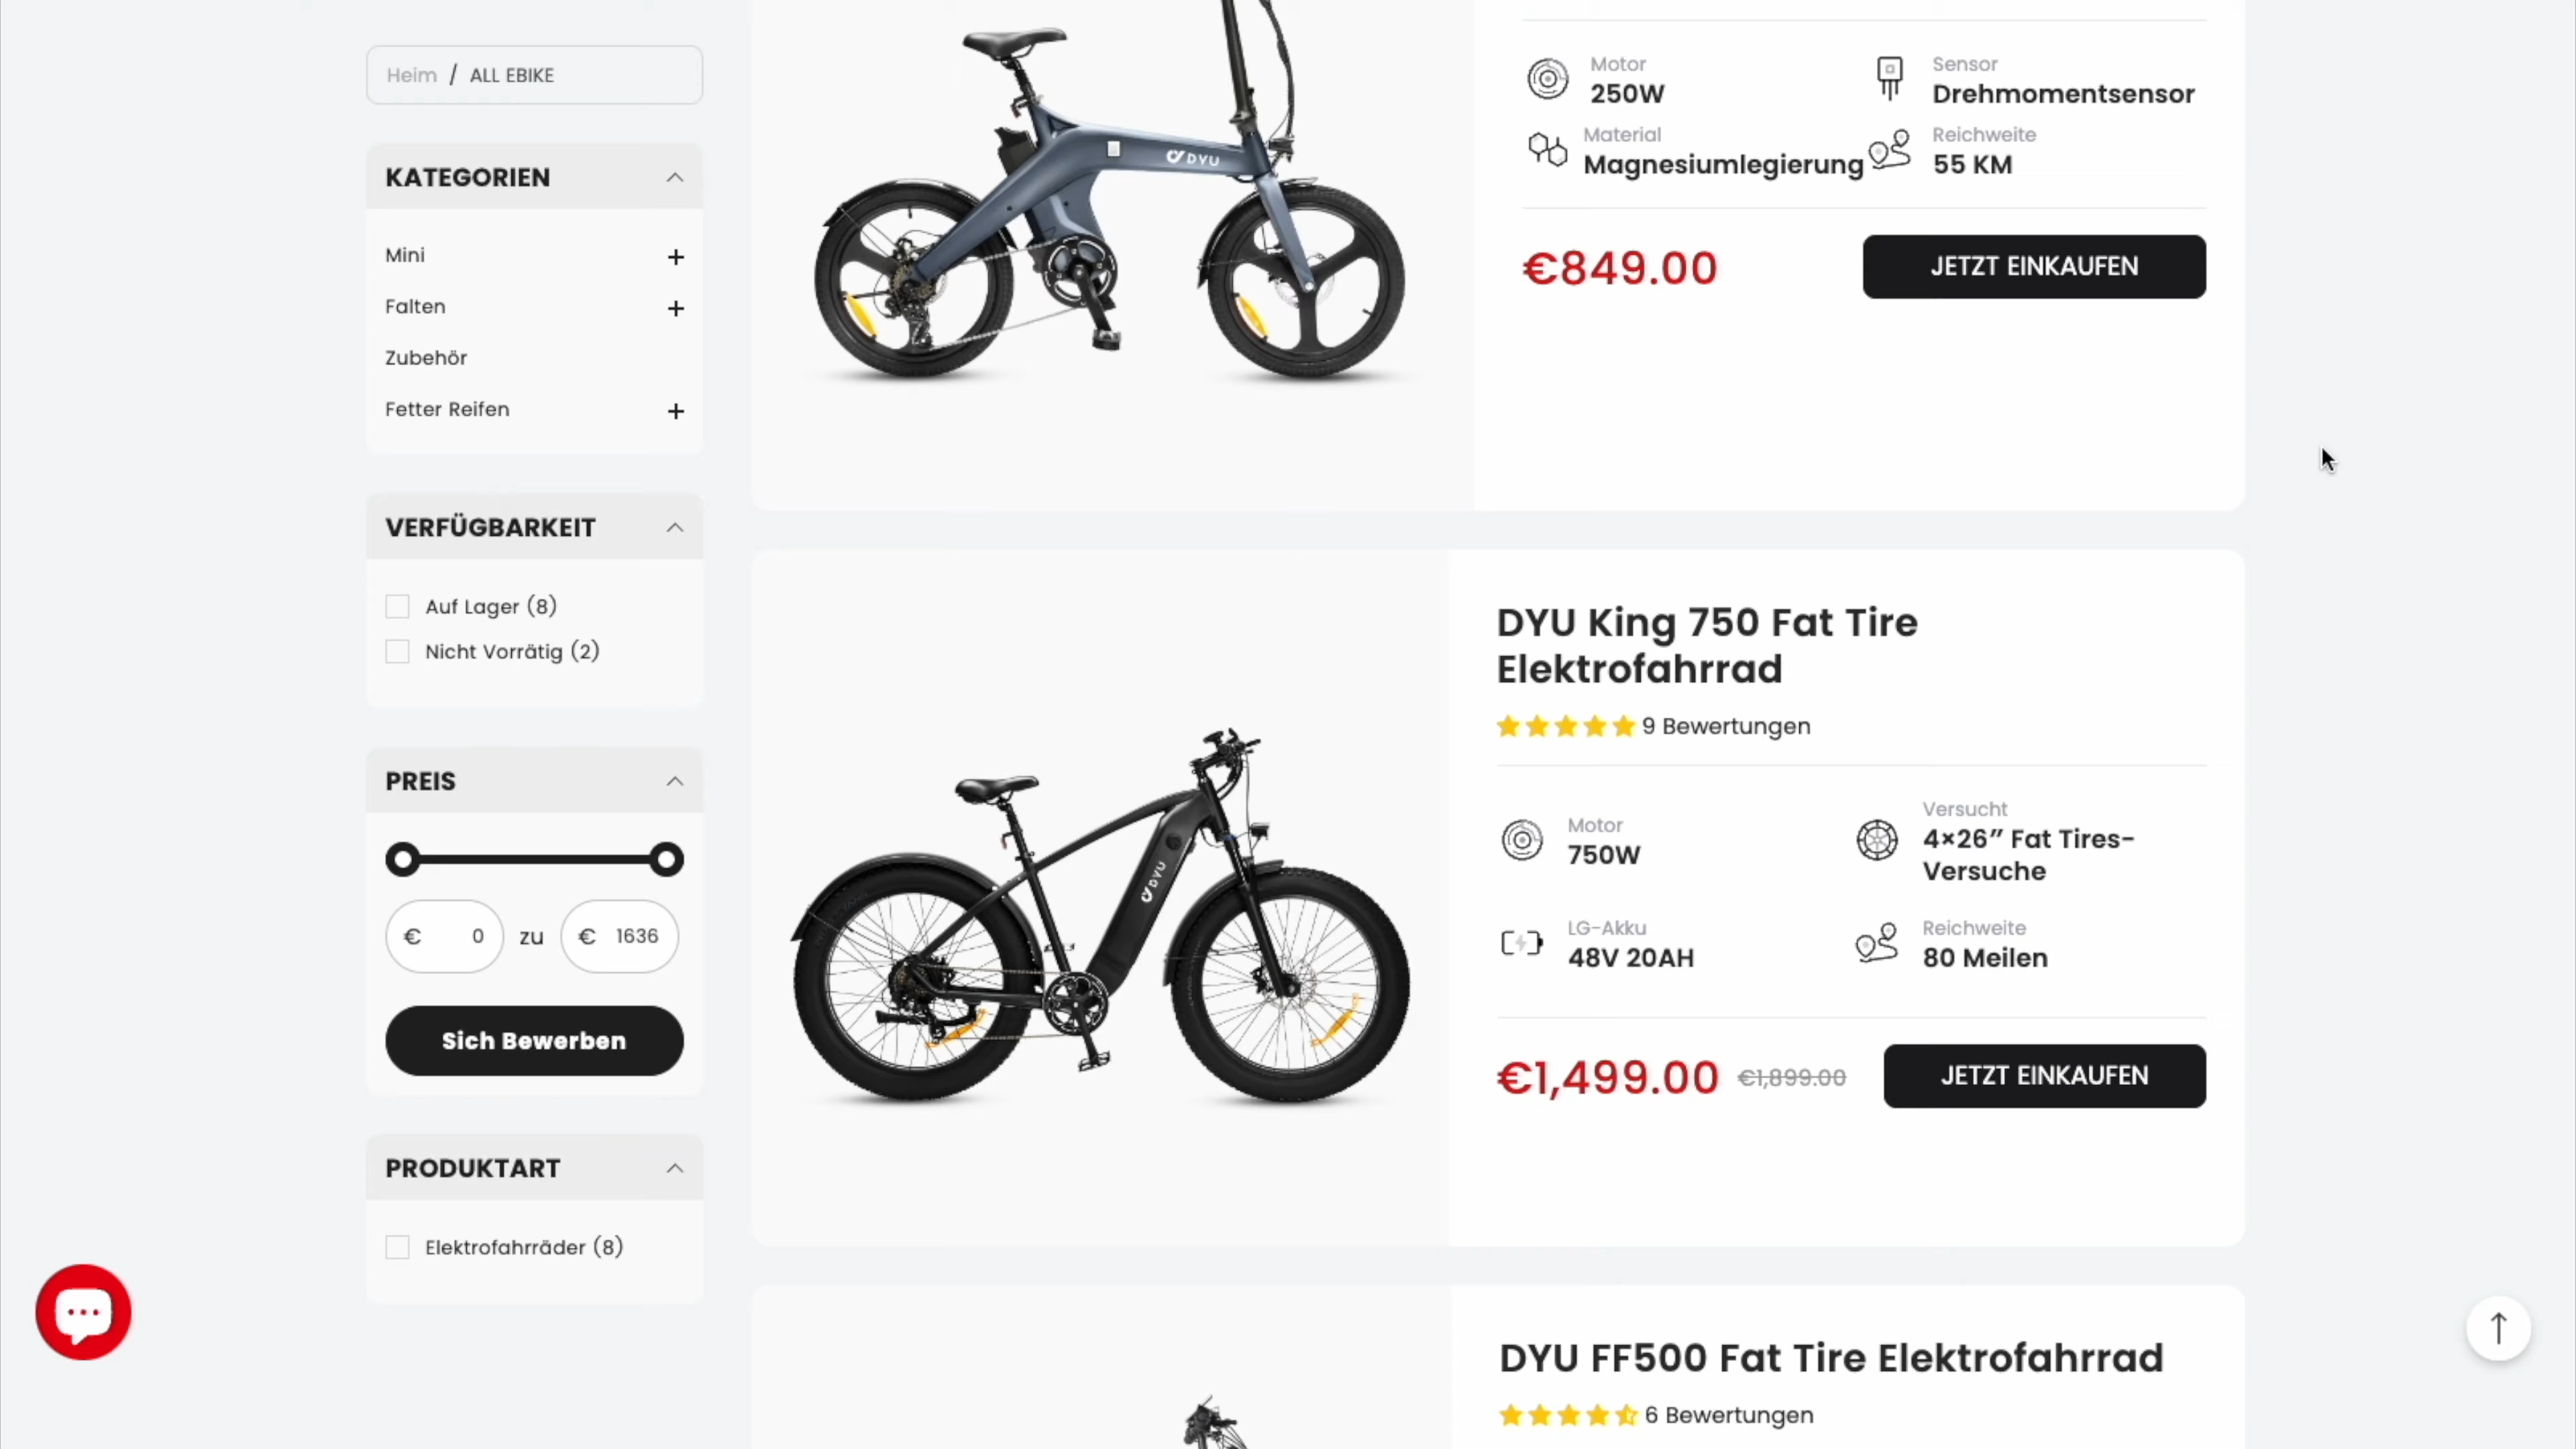 Heim / ALL EBIKE
KATEGORIEN
Mini
Falten
Zubehör
Fetter Reifen
VERFÜGBARKEIT
Auf Lager (8)
Nicht Vorrätig (2)
PREIS
€ 0 zu € 1636
Sich Bewerben
PRODUKTART
Elektrofahrräder (8)
DYU
Motor
250W
Sensor
Drehmomentsensor
Material
Magnesiumlegierung
Reichweite
55 KM
€849.00
JETZT EINKAUFEN
DYU
DYU King 750 Fat Tire
Elektrofahrrad
9 Bewertungen
Motor
750W
Versucht
4×26″ Fat Tires-
Versuche
LG-Akku
48V 20AH
Reichweite
80 Meilen
€1,499.00 €1,899.00
JETZT EINKAUFEN
DYU FF500 Fat Tire Elektrofahrrad
6 Bewertungen